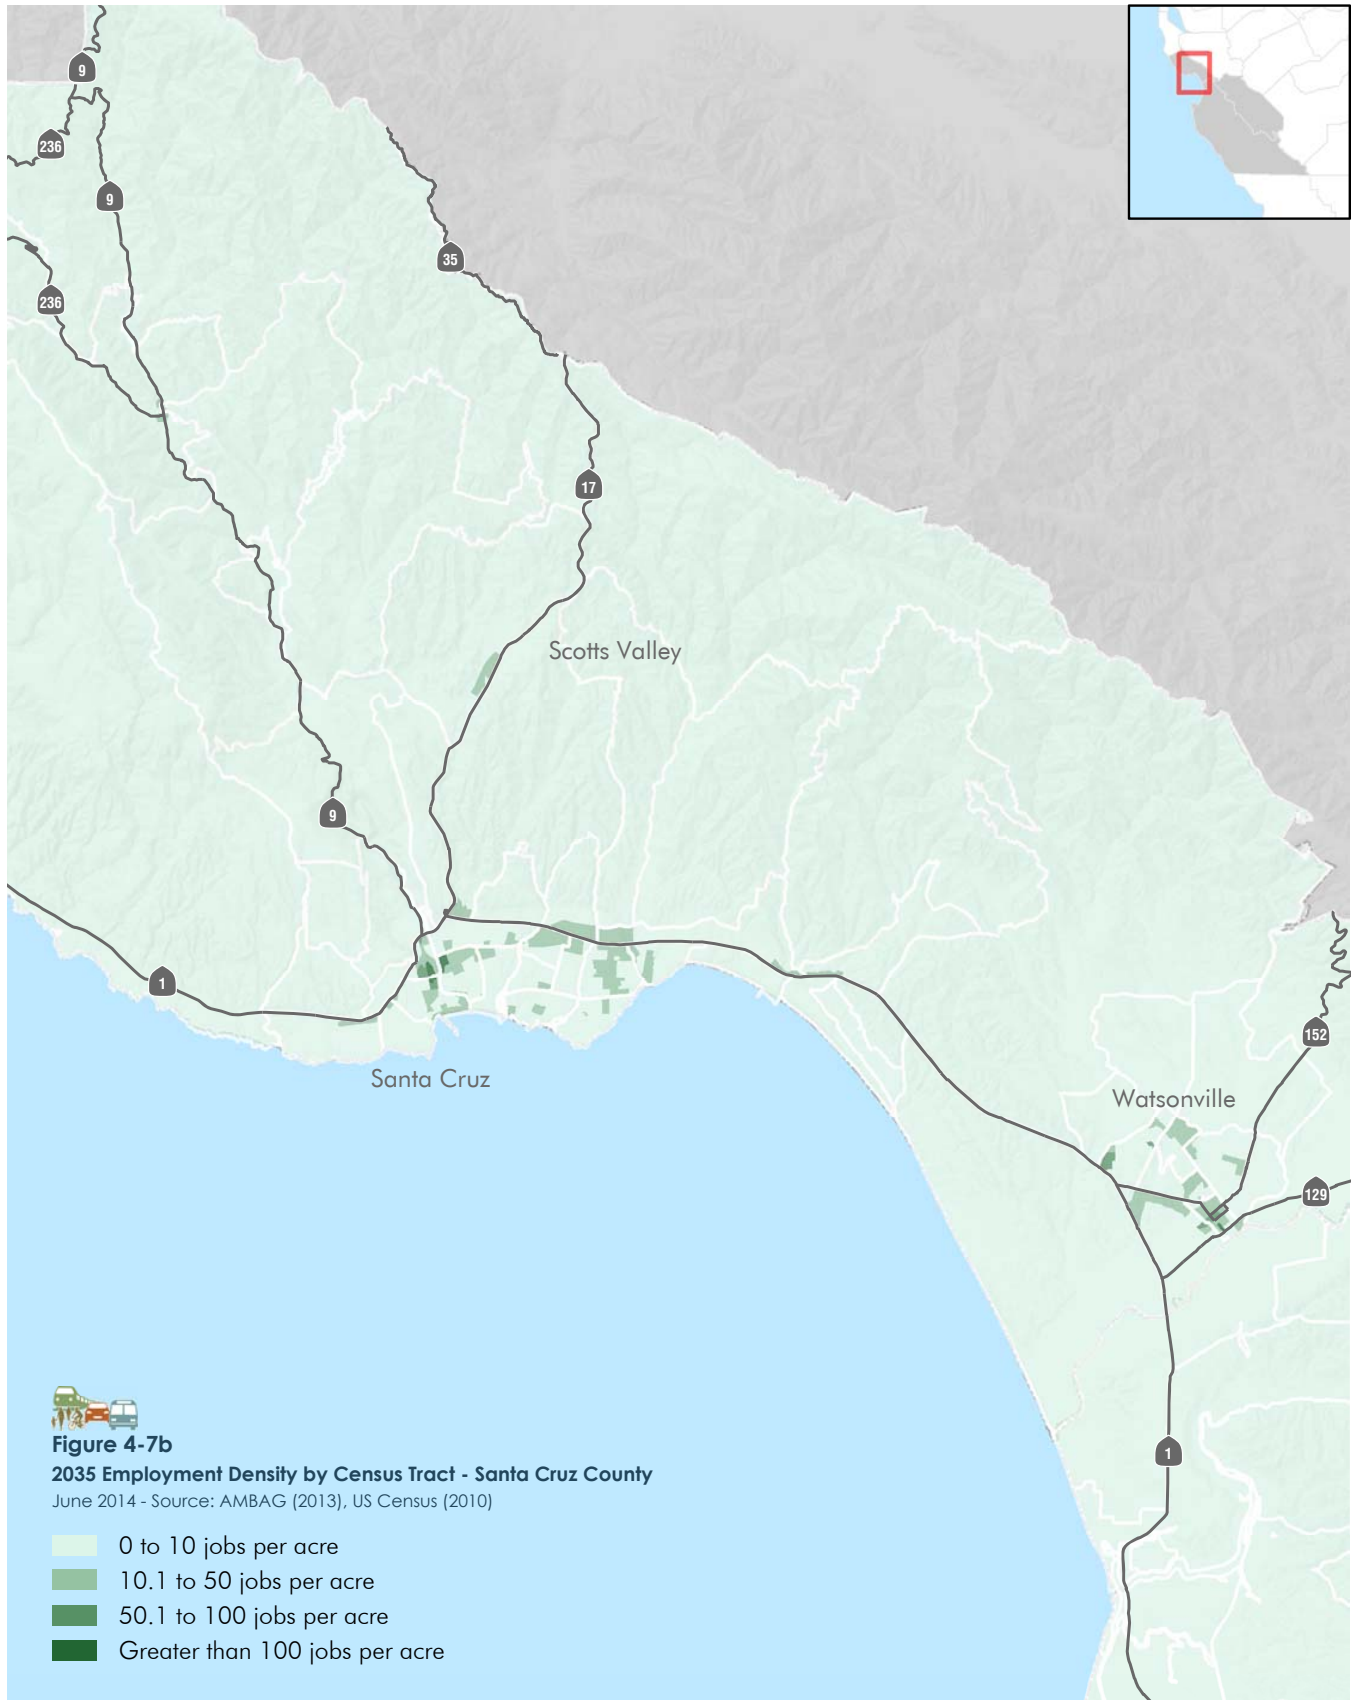 9
236
9
35
236
17
Scotts Valley
9
1
152
Santa Cruz
Watsonville
129
1
Figure 4-7b
2035 Employment Density by Census Tract - Santa Cruz County
June 2014 - Source: AMBAG (2013), US Census (2010)
0 to 10 jobs per acre
10.1 to 50 jobs per acre
50.1 to 100 jobs per acre
Greater than 100 jobs per acre